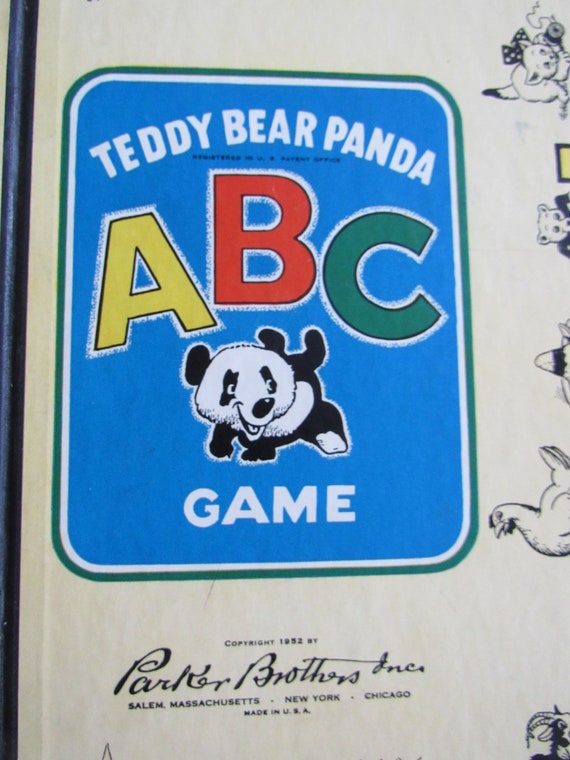 TEDDY BEAR PANDA
REGISTERED IN U. S. PATENT OFFICE
ABC
GAME
COPYRIGHT 1952 BY
Parker Brothers Inc.
SALEM, MASSACHUSETTS - NEW YORK - CHICAGO
MADE IN U.S.A.